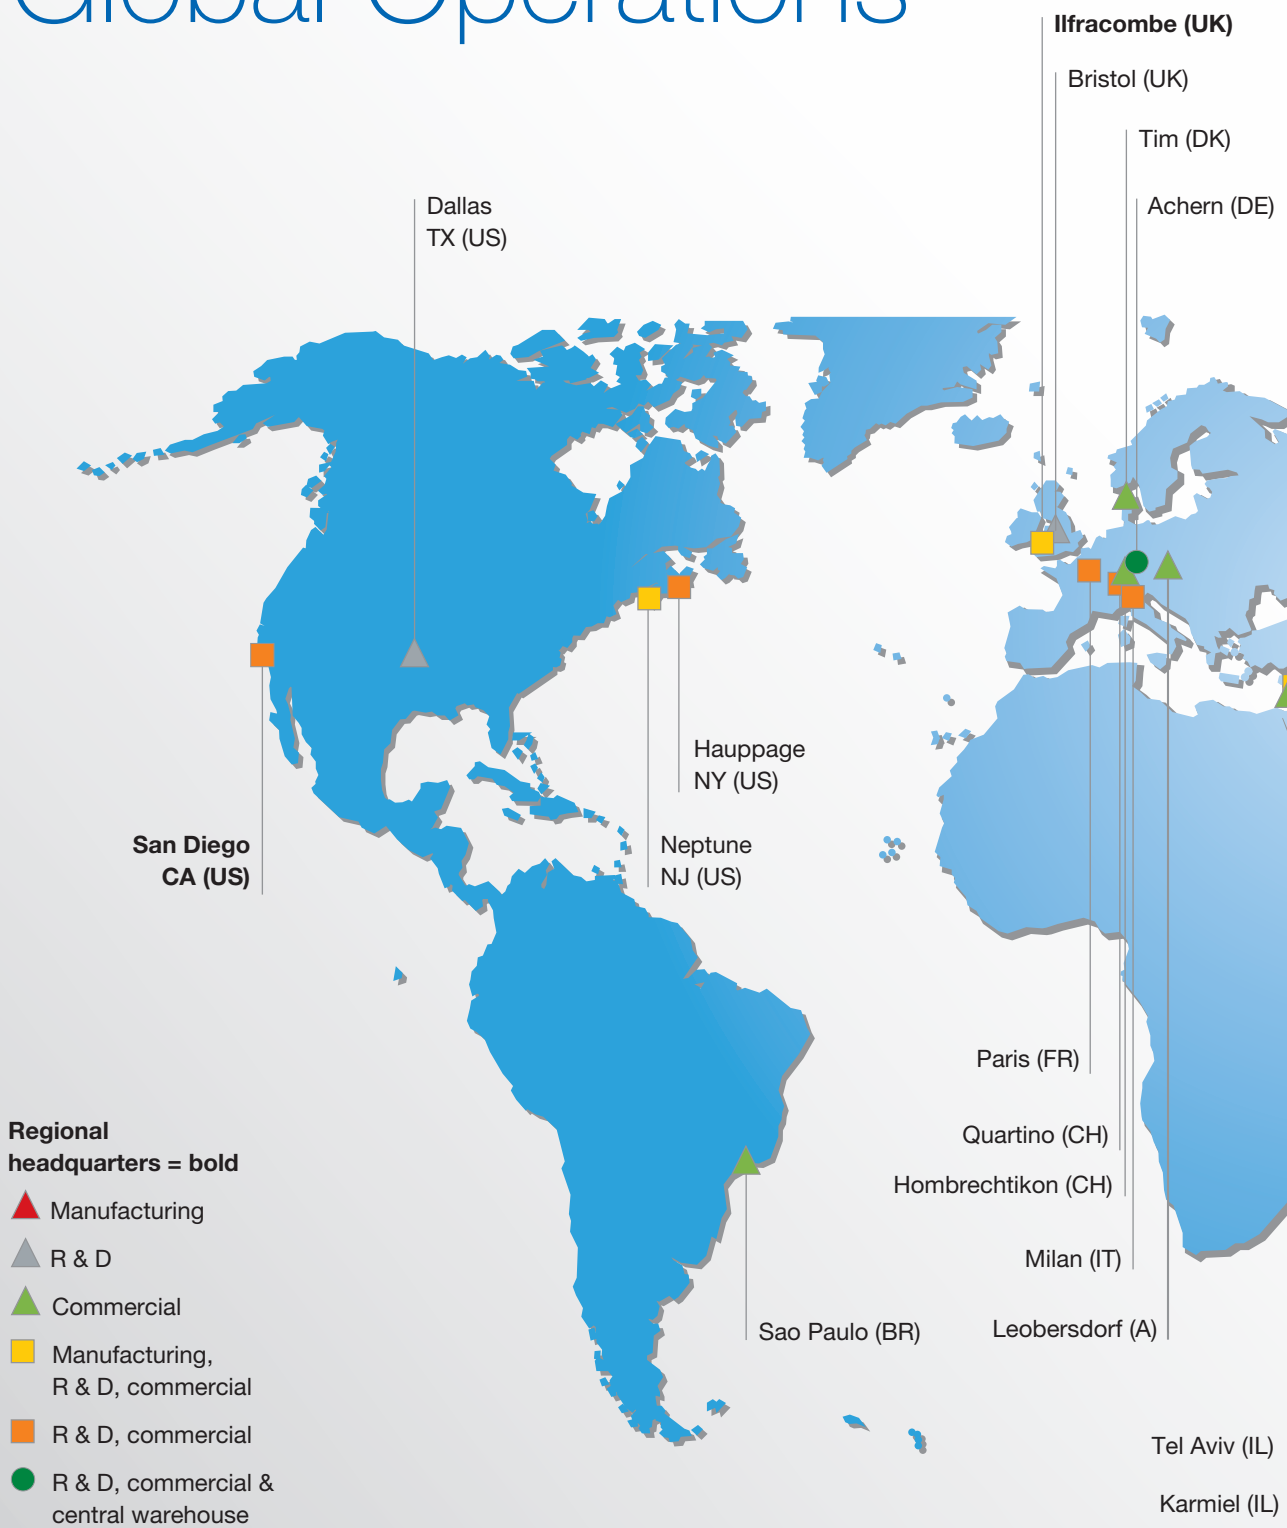 Global Operations
Ilfracombe (UK)
Bristol (UK)
Tim (DK)
Achern (DE)
Dallas
TX (US)
Hauppage
NY (US)
San Diego
CA (US)
Neptune
NJ (US)
Paris (FR)
Quartino (CH)
Hombrechtikon (CH)
Milan (IT)
Leobersdorf (A)
Sao Paulo (BR)
Tel Aviv (IL)
Karmiel (IL)
Regional
headquarters = bold
Manufacturing
R & D
Commercial
Manufacturing,
R & D, commercial
R & D, commercial
R & D, commercial &
central warehouse